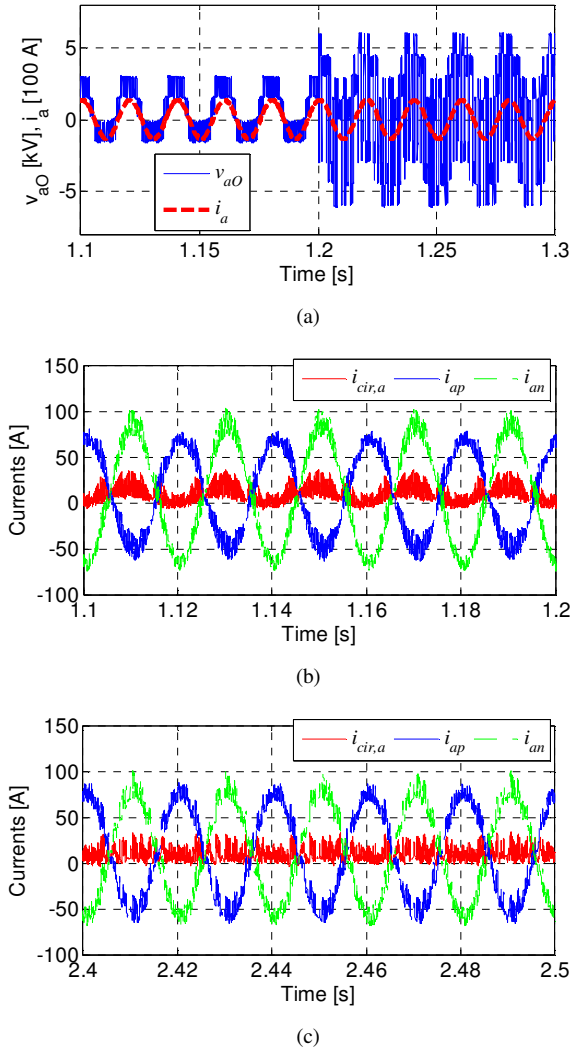 v_aO [kV], i_a [100 A]
5
0
-5
v_aO
i_a
1.1 1.15 1.2 1.25 1.3
Time [s]
(a)
150
100
50
0
-50
-100
Currents [A]
i_cir,a i_ap i_an
1.1 1.12 1.14 1.16 1.18 1.2
Time [s]
(b)
150
100
50
0
-50
-100
Currents [A]
i_cir,a i_ap i_an
2.4 2.42 2.44 2.46 2.48 2.5
Time [s]
(c)